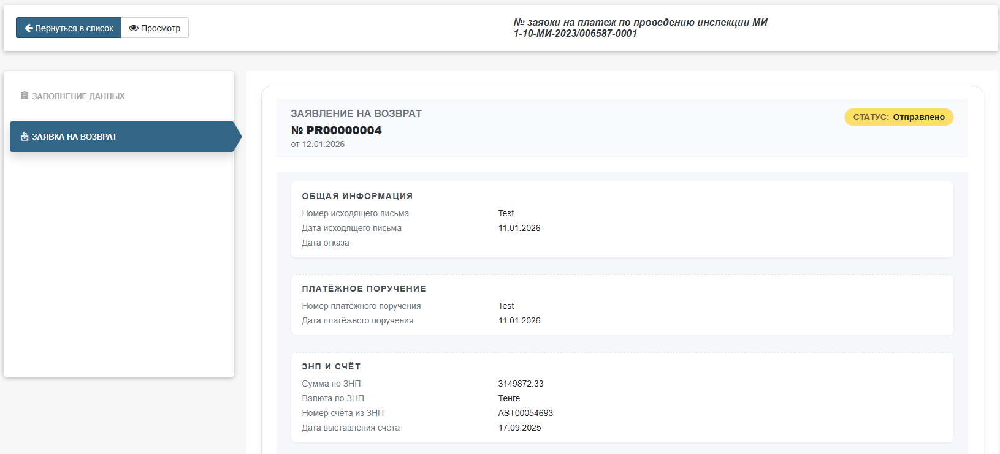 Вернуться в список
Просмотр
№ заявки на платеж по проведению инспекции МИ
1-10-МИ-2023/006587-0001
ЗАПОЛНЕНИЕ ДАННЫХ
ЗАЯВКА НА ВОЗВРАТ
ЗАЯВЛЕНИЕ НА ВОЗВРАТ
№ PR00000004
от 12.01.2026
СТАТУС: Отправлено
ОБЩАЯ ИНФОРМАЦИЯ
Номер исходящего письма Test
Дата исходящего письма 11.01.2026
Дата отказа
ПЛАТЁЖНОЕ ПОРУЧЕНИЕ
Номер платёжного поручения Test
Дата платёжного поручения 11.01.2026
ЗНП И СЧЁТ
Сумма по ЗНП 3149872.33
Валюта по ЗНП Тенге
Номер счёта из ЗНП AST00054693
Дата выставления счёта 17.09.2025